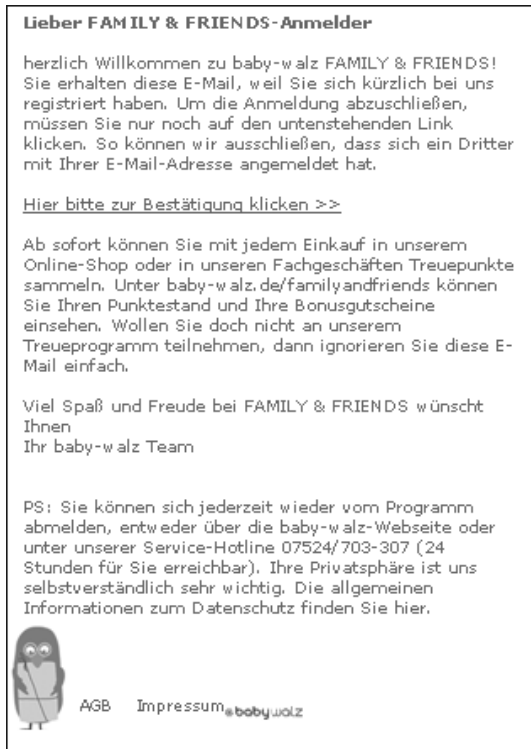 Lieber FAMILY & FRIENDS-Anmelder
herzlich Willkommen zu baby-walz FAMILY & FRIENDS!
Sie erhalten diese E-Mail, weil Sie sich kürzlich bei uns
registriert haben. Um die Anmeldung abzuschließen,
müssen Sie nur noch auf den untenstehenden Link
klicken. So können wir ausschließen, dass sich ein Dritter
mit Ihrer E-Mail-Adresse angemeldet hat.
Hier bitte zur Bestätigung klicken >>
Ab sofort können Sie mit jedem Einkauf in unserem
Online-Shop oder in unseren Fachgeschäften Treuepunkte
sammeln. Unter baby-walz.de/familyandfriends können
Sie Ihren Punktestand und Ihre Bonusgutscheine
einsehen. Wollen Sie doch nicht an unserem
Treueprogramm teilnehmen, dann ignorieren Sie diese E-
Mail einfach.
Viel Spaß und Freude bei FAMILY & FRIENDS wünscht
Ihnen
Ihr baby-walz Team
PS: Sie können sich jederzeit wieder vom Programm
abmelden, entweder über die baby-walz-Webseite oder
unter unserer Service-Hotline 07524/703-307 (24
Stunden für Sie erreichbar). Ihre Privatsphäre ist uns
selbstverständlich sehr wichtig. Die allgemeinen
Informationen zum Datenschutz finden Sie hier.
AGB Impressum babywalz